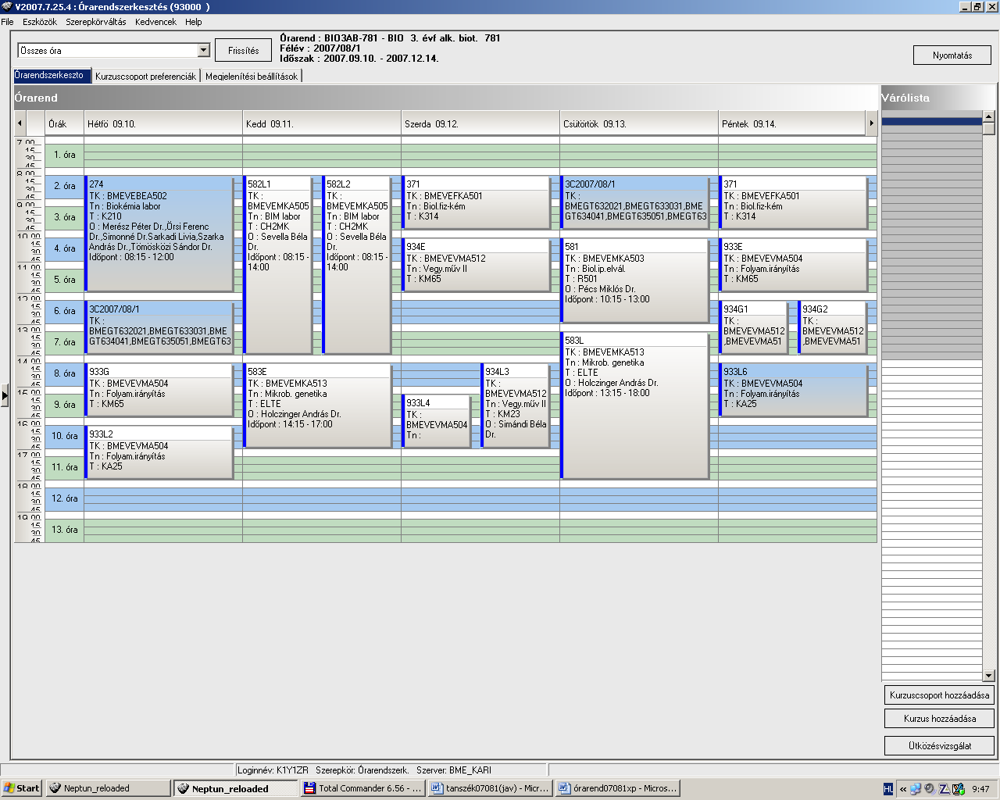 V2007.7.25.4 : Órarendszerkesztés (93000  )
File Eszközök Szerepkörváltás Kedvencek Help
Összes óra
Frissítés
Órarend : BIO3AB-781 - BIO  3. évf alk. biot.  781
Félév : 2007/08/1
Időszak : 2007.09.10. - 2007.12.14.
Nyomtatás
Órarendszerkeszto Kurzuscsoport preferenciák Megjelenítési beállítások
Órarend
Várólista
Órák Hétfő 09.10. Kedd 09.11. Szerda 09.12. Csütörtök 09.13. Péntek 09.14.
7 00
15
30
45
8 00
15
30
45
9 00
15
30
45
10 00
15
30
45
11 00
15
30
45
12 00
15
30
45
13 00
15
30
45
14 00
15
30
45
15 00
15
30
45
16 00
15
30
45
17 00
15
30
45
18 00
15
30
45
19 00
15
30
45
1. óra
2. óra
3. óra
4. óra
5. óra
6. óra
7. óra
8. óra
9. óra
10. óra
11. óra
12. óra
13. óra
274
TK : BMEVEBEA502
Tn : Biokémia labor
T : K210
O : Merész Péter Dr.,Örsi Ferenc
Dr.,Simonné Dr.Sarkadi Livia,Szarka
András Dr.,Tömösközi Sándor Dr.
Időpont : 08:15 - 12:00
3C2007/08/1
TK :
BMEGT632021,BMEGT633031,BME
GT634041,BMEGT635051,BMEGT63
933G
TK : BMEVEVMA504
Tn : Folyam.irányítás
T : KM65
933L2
TK : BMEVEVMA504
Tn : Folyam.irányítás
T : KA25
582L1
TK :
BMEVEMKA505
Tn : BIM labor
T : CH2MK
O : Sevella Béla
Dr.
Időpont : 08:15 -
14:00
582L2
TK :
BMEVEMKA505
Tn : BIM labor
T : CH2MK
O : Sevella Béla
Dr.
Időpont : 08:15 -
14:00
583E
TK : BMEVEMKA513
Tn : Mikrob. genetika
T : ELTE
O : Holczinger András Dr.
Időpont : 14:15 - 17:00
371
TK : BMEVEFKA501
Tn : Biol.fiz-kém
T : K314
934E
TK : BMEVEVMA512
Tn : Vegy.műv II
T : KM65
933L4
TK :
BMEVEVMA504
Tn :
934L3
TK :
BMEVEVMA512
Tn : Vegy.műv II
T : KM23
O : Simándi Béla
Dr.
3C2007/08/1
TK :
BMEGT632021,BMEGT633031,BME
GT634041,BMEGT635051,BMEGT63
581
TK : BMEVEMKA503
Tn : Biol.ip.elvál.
T : R501
O : Pécs Miklós Dr.
Időpont : 10:15 - 13:00
583L
TK : BMEVEMKA513
Tn : Mikrob. genetika
T : ELTE
O : Holczinger András Dr.
Időpont : 13:15 - 18:00
371
TK : BMEVEFKA501
Tn : Biol.fiz-kém
T : K314
933E
TK : BMEVEVMA504
Tn : Folyam.irányítás
T : KM65
934G1
TK :
BMEVEVMA512
,BMEVEVMA51
934G2
TK :
BMEVEVMA512
,BMEVEVMA51
933L6
TK : BMEVEVMA504
Tn : Folyam.irányítás
T : KA25
Kurzuscsoport hozzáadása
Kurzus hozzáadása
Ütközésvizsgálat
Loginnév: K1Y1ZR   Szerepkör: Órarendszerk.   Szerver: BME_KARI
Start Neptun_reloaded Neptun_reloaded Total Commander 6.56 - ... tanszék07081(jav) - Micr... órarend07081xp - Micros... HU « 9:47